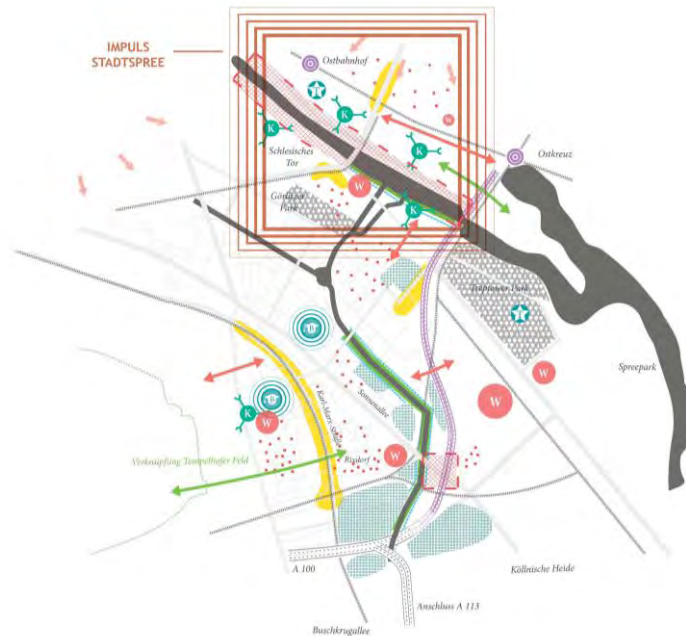 IMPULS
STADTSPREE
Ostbahnhof
W
K
K
K
Schlesisches
Tor
Ostkreuz
W
Görlitzer
Park
K
Treptower Park
Spreepark
W
W
K
W
Sonnenallee
Karl-Marx-Straße
Rixdorf
W
Verknüpfung Tempelhofer Feld
A 100
Köllnische Heide
Anschluss A 113
Buschkrugallee